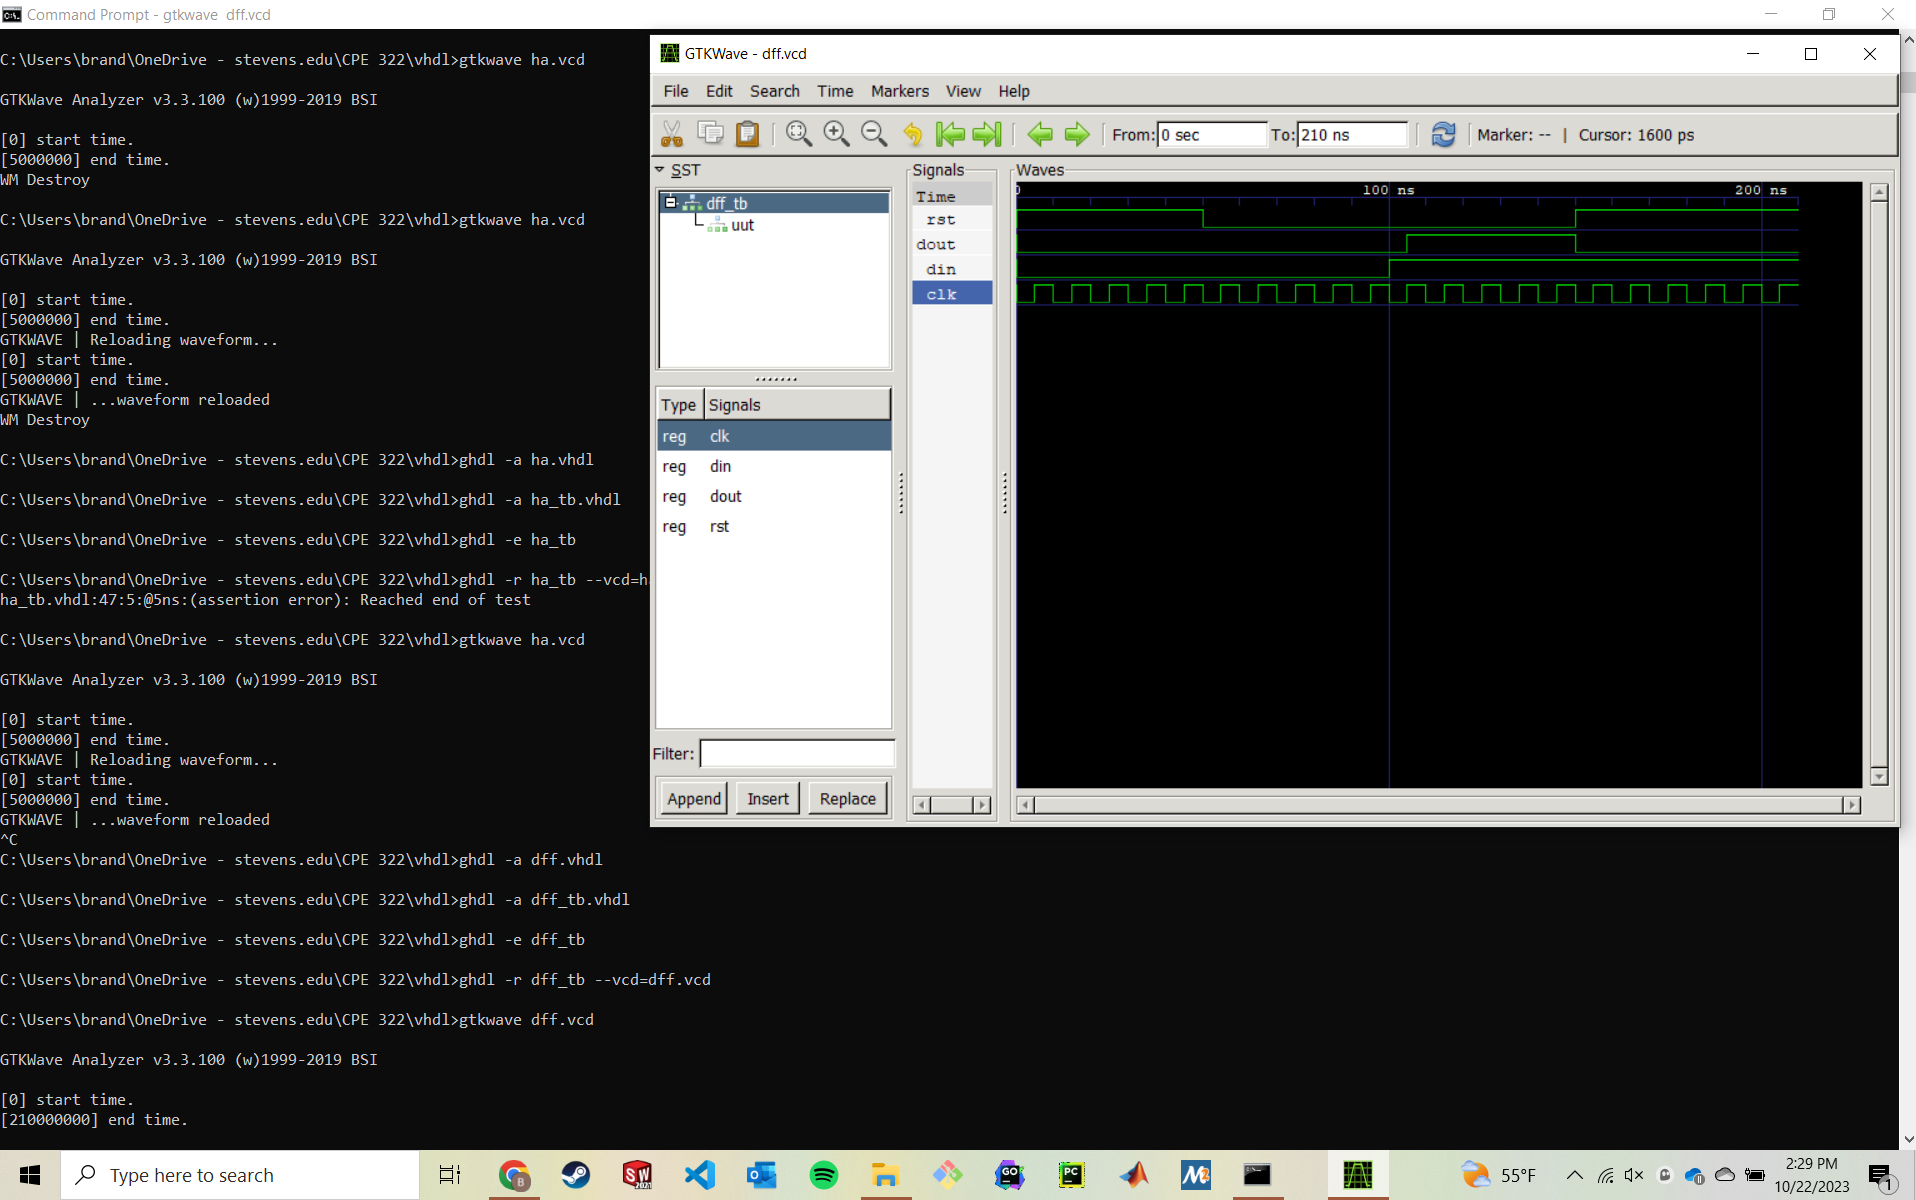 Command Prompt - gtkwave  dff.vcd
C:\Users\brand\OneDrive - stevens.edu\CPE 322\vhdl>gtkwave ha.vcd
GTKWave Analyzer v3.3.100 (w)1999-2019 BSI
[0] start time.
[5000000] end time.
WM Destroy
C:\Users\brand\OneDrive - stevens.edu\CPE 322\vhdl>gtkwave ha.vcd
GTKWave Analyzer v3.3.100 (w)1999-2019 BSI
[0] start time.
[5000000] end time.
GTKWAVE | Reloading waveform...
[0] start time.
[5000000] end time.
GTKWAVE | ...waveform reloaded
WM Destroy
C:\Users\brand\OneDrive - stevens.edu\CPE 322\vhdl>ghdl -a ha.vhdl
C:\Users\brand\OneDrive - stevens.edu\CPE 322\vhdl>ghdl -a ha_tb.vhdl
C:\Users\brand\OneDrive - stevens.edu\CPE 322\vhdl>ghdl -e ha_tb
C:\Users\brand\OneDrive - stevens.edu\CPE 322\vhdl>ghdl -r ha_tb --vcd=h
ha_tb.vhdl:47:5:@5ns:(assertion error): Reached end of test
C:\Users\brand\OneDrive - stevens.edu\CPE 322\vhdl>gtkwave ha.vcd
GTKWave Analyzer v3.3.100 (w)1999-2019 BSI
[0] start time.
[5000000] end time.
GTKWAVE | Reloading waveform...
[0] start time.
[5000000] end time.
GTKWAVE | ...waveform reloaded
^C
C:\Users\brand\OneDrive - stevens.edu\CPE 322\vhdl>ghdl -a dff.vhdl
C:\Users\brand\OneDrive - stevens.edu\CPE 322\vhdl>ghdl -a dff_tb.vhdl
C:\Users\brand\OneDrive - stevens.edu\CPE 322\vhdl>ghdl -e dff_tb
C:\Users\brand\OneDrive - stevens.edu\CPE 322\vhdl>ghdl -r dff_tb --vcd=dff.vcd
C:\Users\brand\OneDrive - stevens.edu\CPE 322\vhdl>gtkwave dff.vcd
GTKWave Analyzer v3.3.100 (w)1999-2019 BSI
[0] start time.
[210000000] end time.
GTKWave - dff.vcd
File Edit Search Time Markers View Help
From: 0 sec To: 210 ns Marker: -- | Cursor: 1600 ps
SST
dff_tb
uut
Type Signals
reg clk
reg din
reg dout
reg rst
Filter:
Append Insert Replace
Signals
Time
rst
dout
din
clk
Waves
0 100 ns 200 ns
Type here to search
SW
2021
GO
PC
B
55°F
2:29 PM
10/22/2023
1